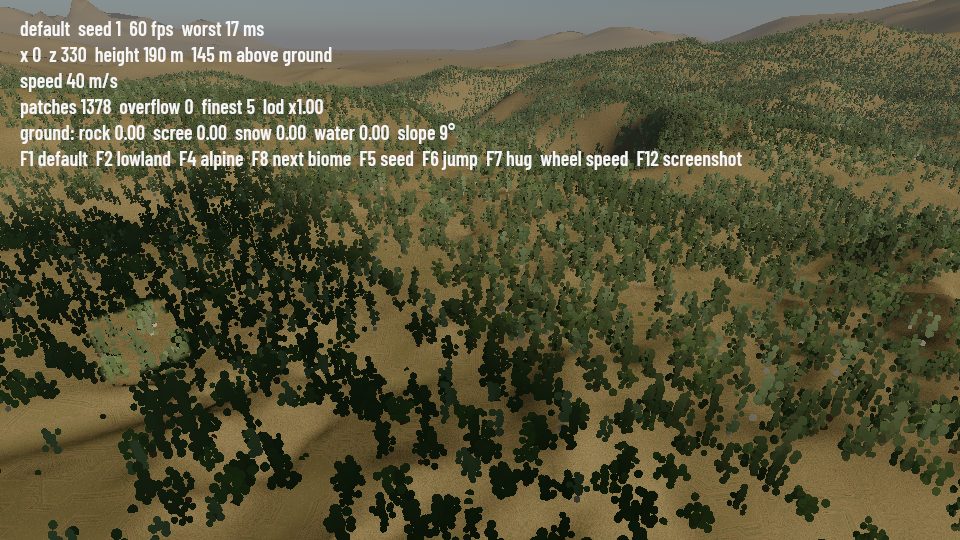 default seed 1 60 fps worst 17 ms
x 0 z 330 height 190 m 145 m above ground
speed 40 m/s
patches 1378 overflow 0 finest 5 lod x1.00
ground: rock 0.00 scree 0.00 snow 0.00 water 0.00 slope 9°
F1 default F2 lowland F4 alpine F8 next biome F5 seed F6 jump F7 hug wheel speed F12 screenshot